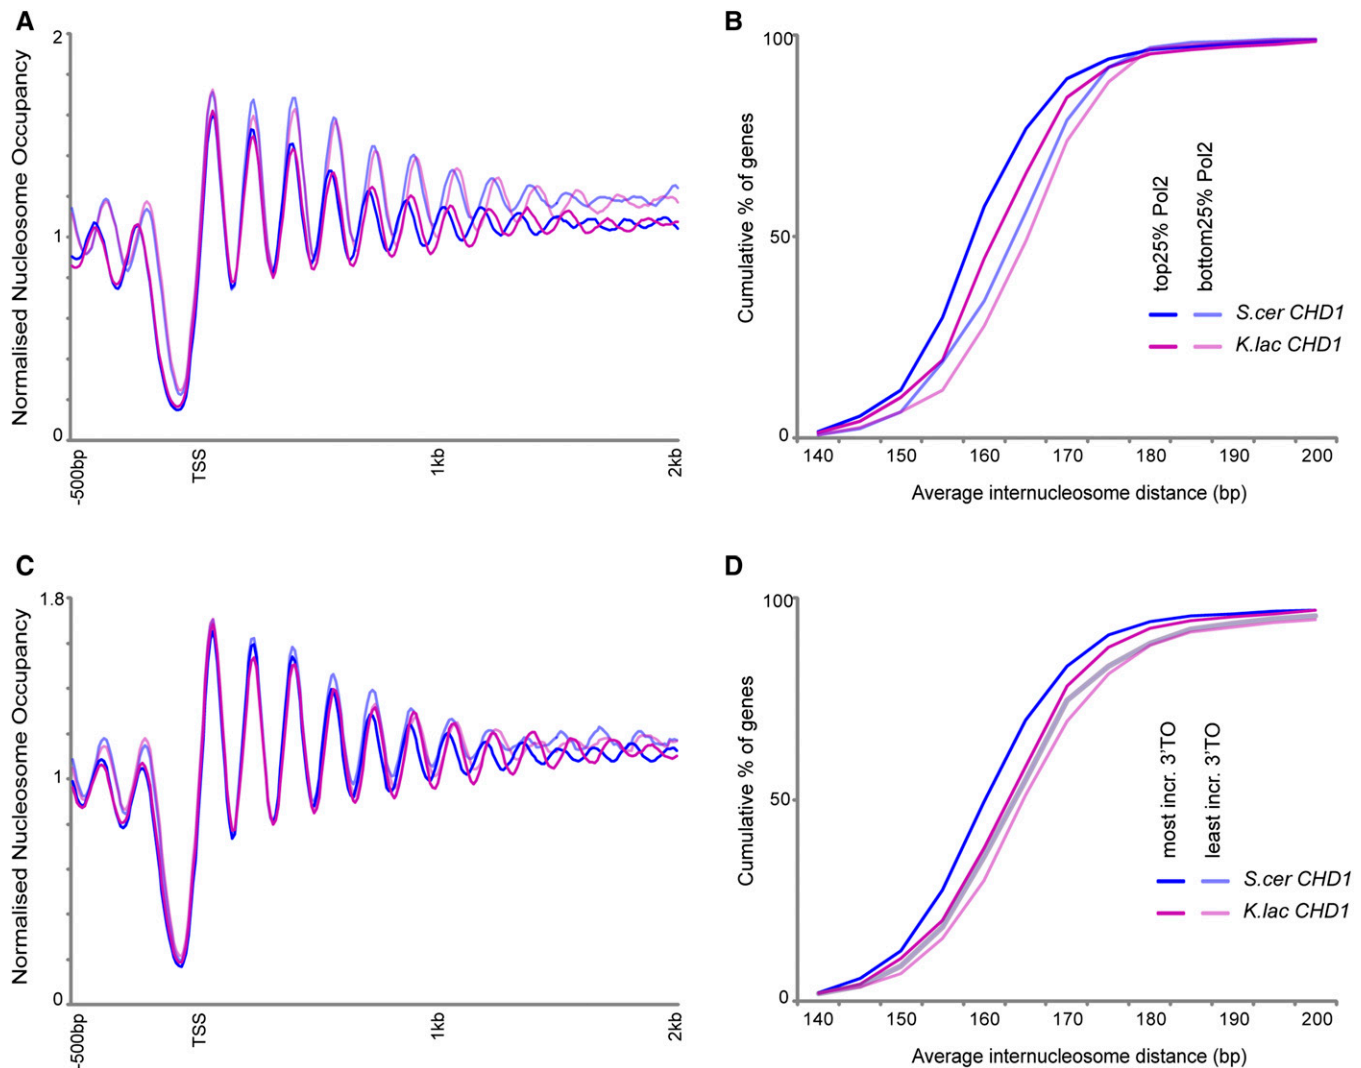 A
Normalised Nucleosome Occupancy
2
1
0
-500bp
TSS
1kb
2kb
B
Cumulative % of genes
100
50
0
top25% Pol2
bottom25% Pol2
S.cer CHD1
K.lac CHD1
140 150 160 170 180 190 200
Average internucleosome distance (bp)
C
Normalised Nucleosome Occupancy
1.8
1
0
-500bp
TSS
1kb
2kb
D
Cumulative % of genes
100
50
0
most incr. 3'TO
least incr. 3'TO
S.cer CHD1
K.lac CHD1
140 150 160 170 180 190 200
Average internucleosome distance (bp)